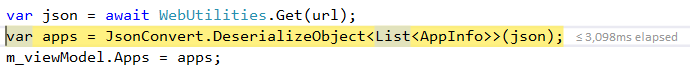 var json = await WebUtilities.Get(url);
var apps = JsonConvert.DeserializeObject<List<AppInfo>>(json); ≤3,098ms elapsed
m_viewModel.Apps = apps;